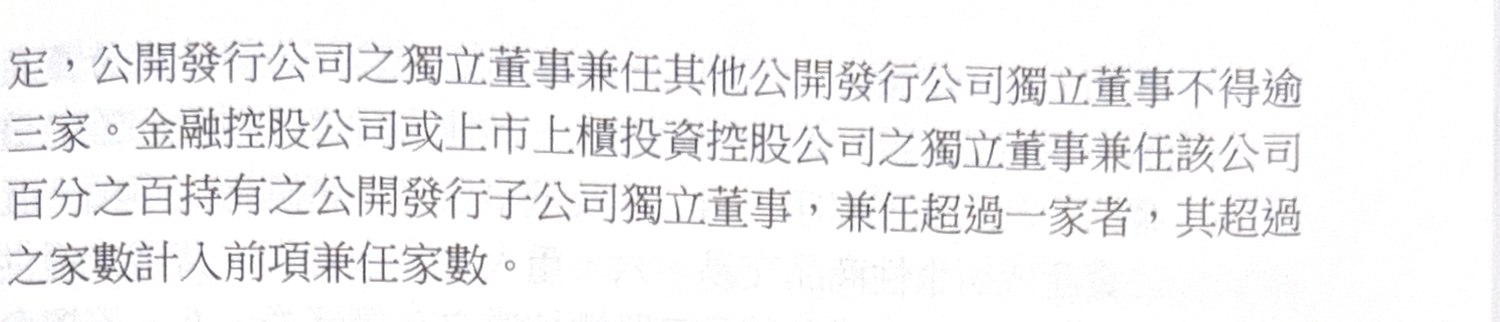 定，公開發行公司之獨立董事兼任其他公開發行公司獨立董事不得逾
三家。金融控股公司或上市上櫃投資控股公司之獨立董事兼任該公司
百分之百持有之公開發行子公司獨立董事，兼任超過一家者，其超過
之家數計入前項兼任家數。